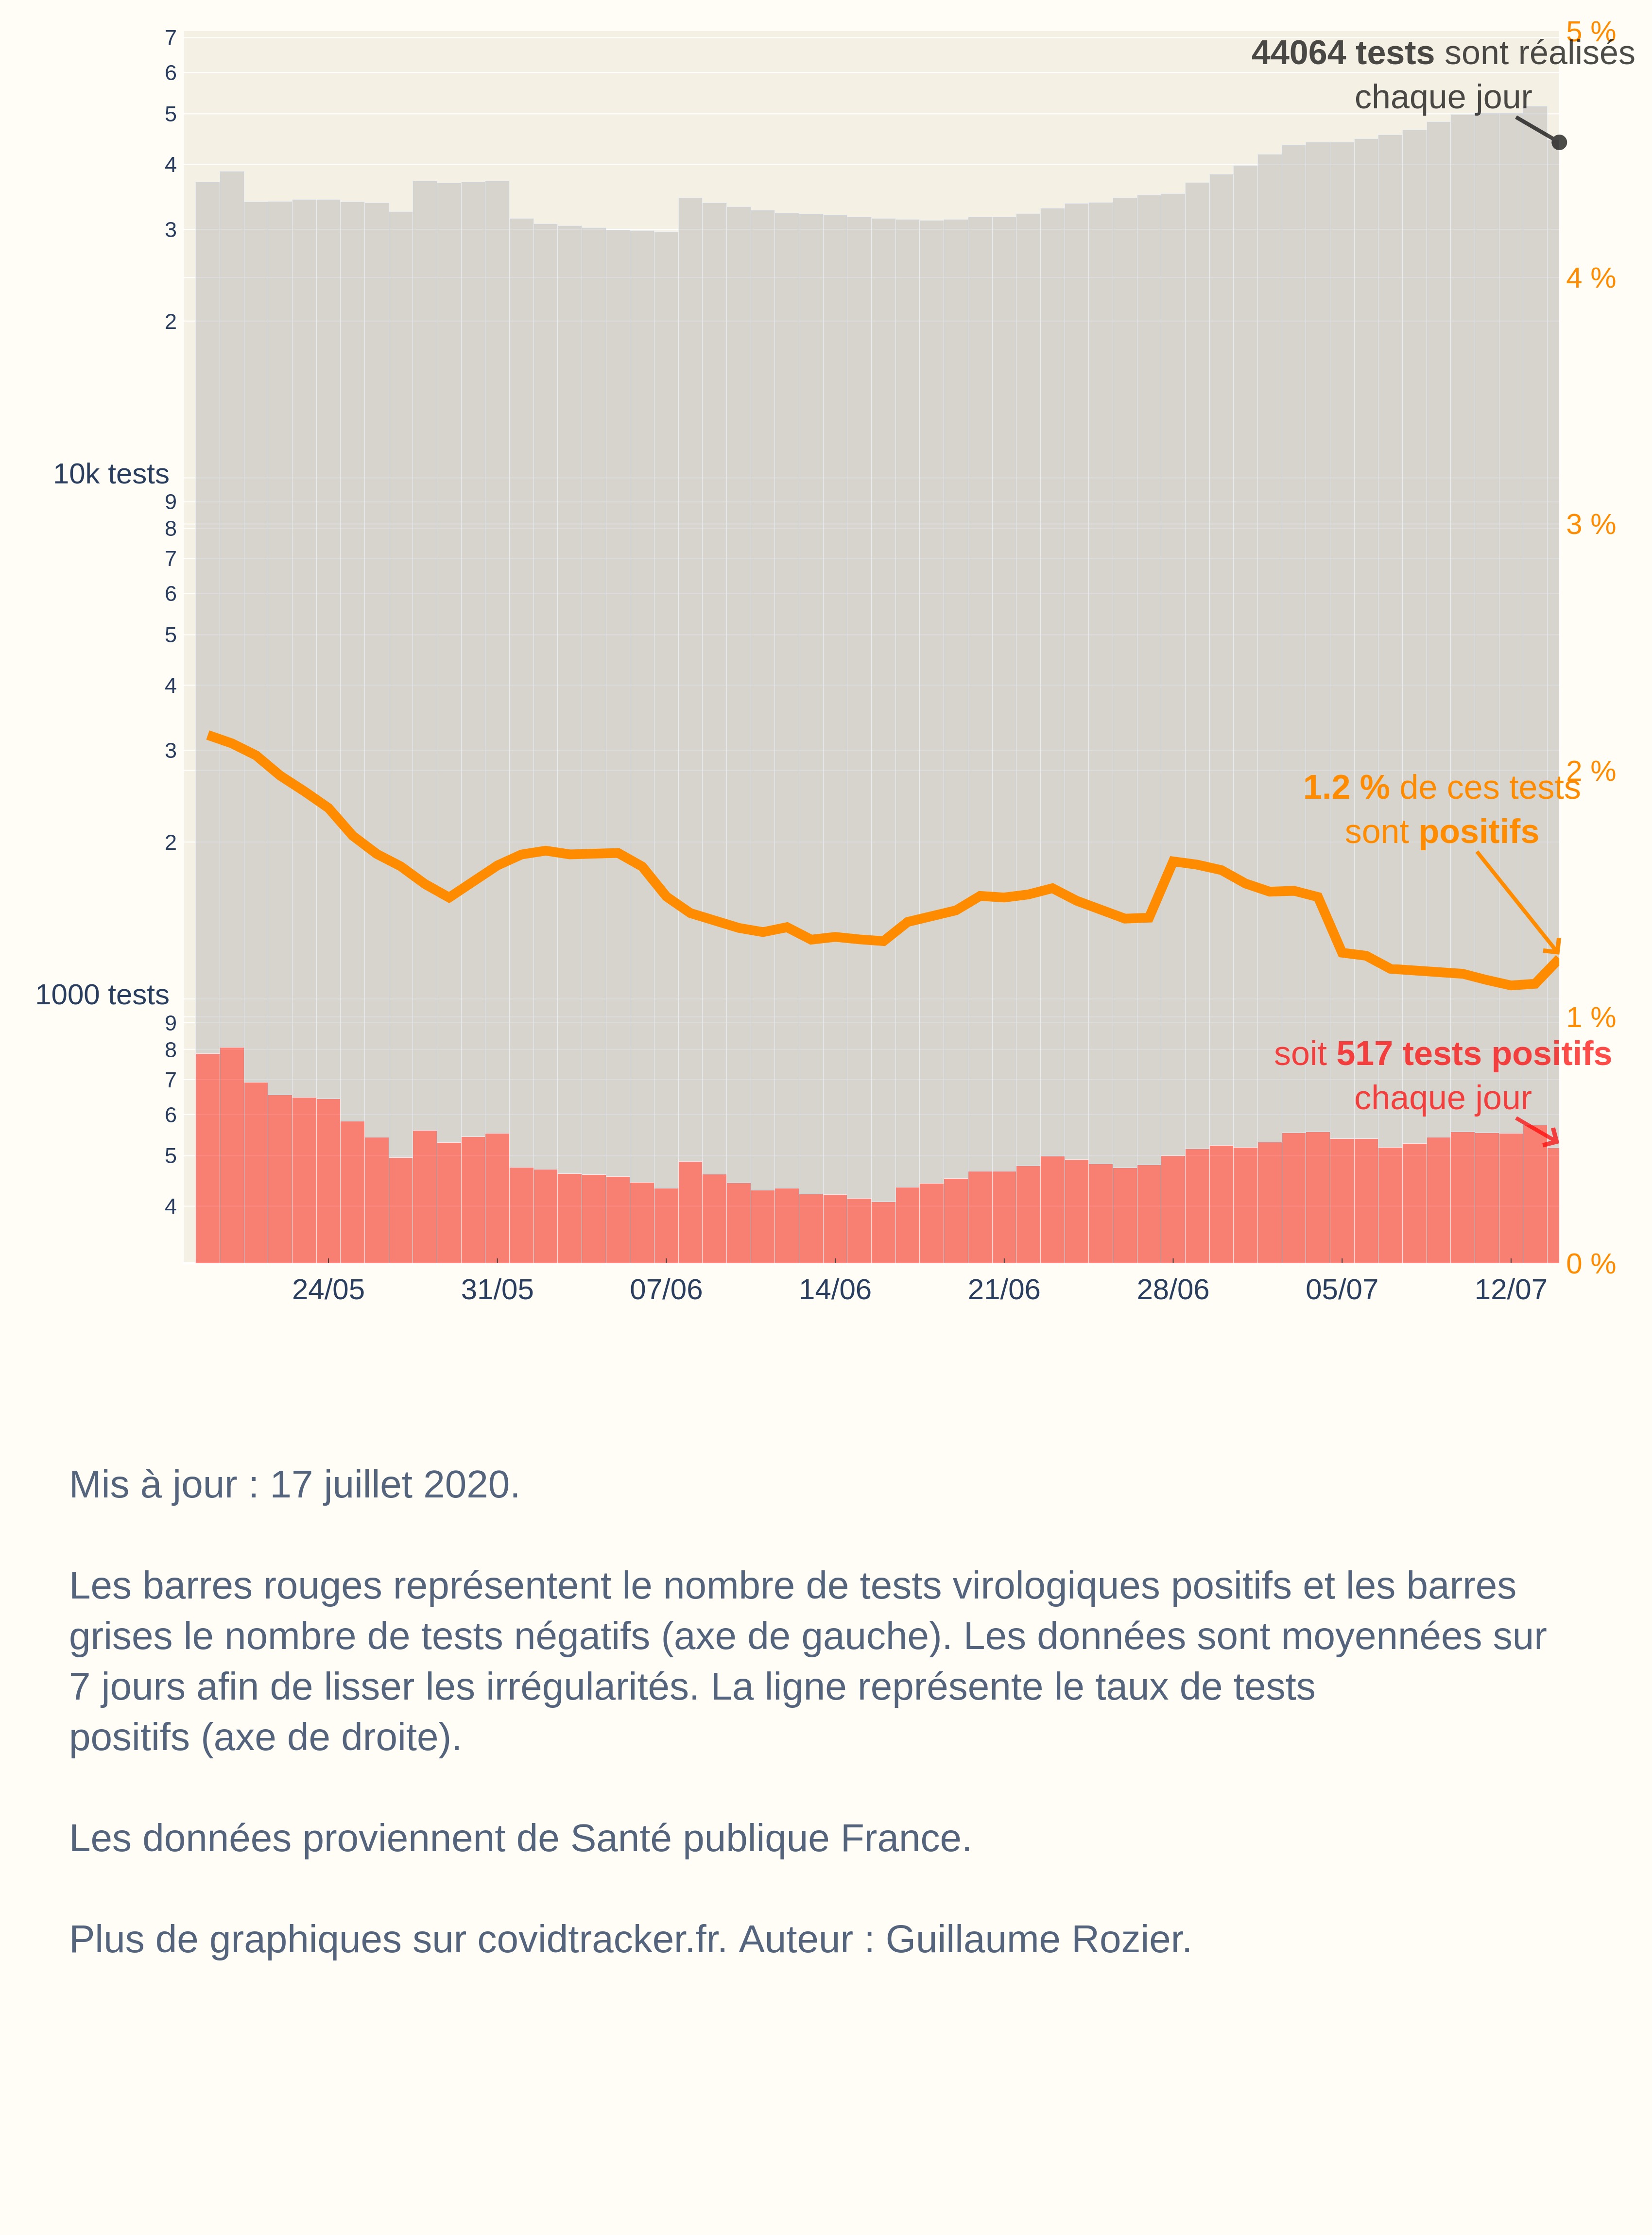 7
5 %
44064 tests sont réalisés
6
chaque jour
5
4
3
4 %
2
10k tests
9
3 %
8
7
6
5
4
3
2 %
1.2 % de ces tests
sont positifs
2
1000 tests
1 %
9
8
soit 517 tests positifs
7
chaque jour
6
5
4
0 %
24/05 31/05 07/06 14/06 21/06 28/06 05/07 12/07
Mis à jour : 17 juillet 2020.
Les barres rouges représentent le nombre de tests virologiques positifs et les barres
grises le nombre de tests négatifs (axe de gauche). Les données sont moyennées sur
7 jours afin de lisser les irrégularités. La ligne représente le taux de tests
positifs (axe de droite).
Les données proviennent de Santé publique France.
Plus de graphiques sur covidtracker.fr. Auteur : Guillaume Rozier.